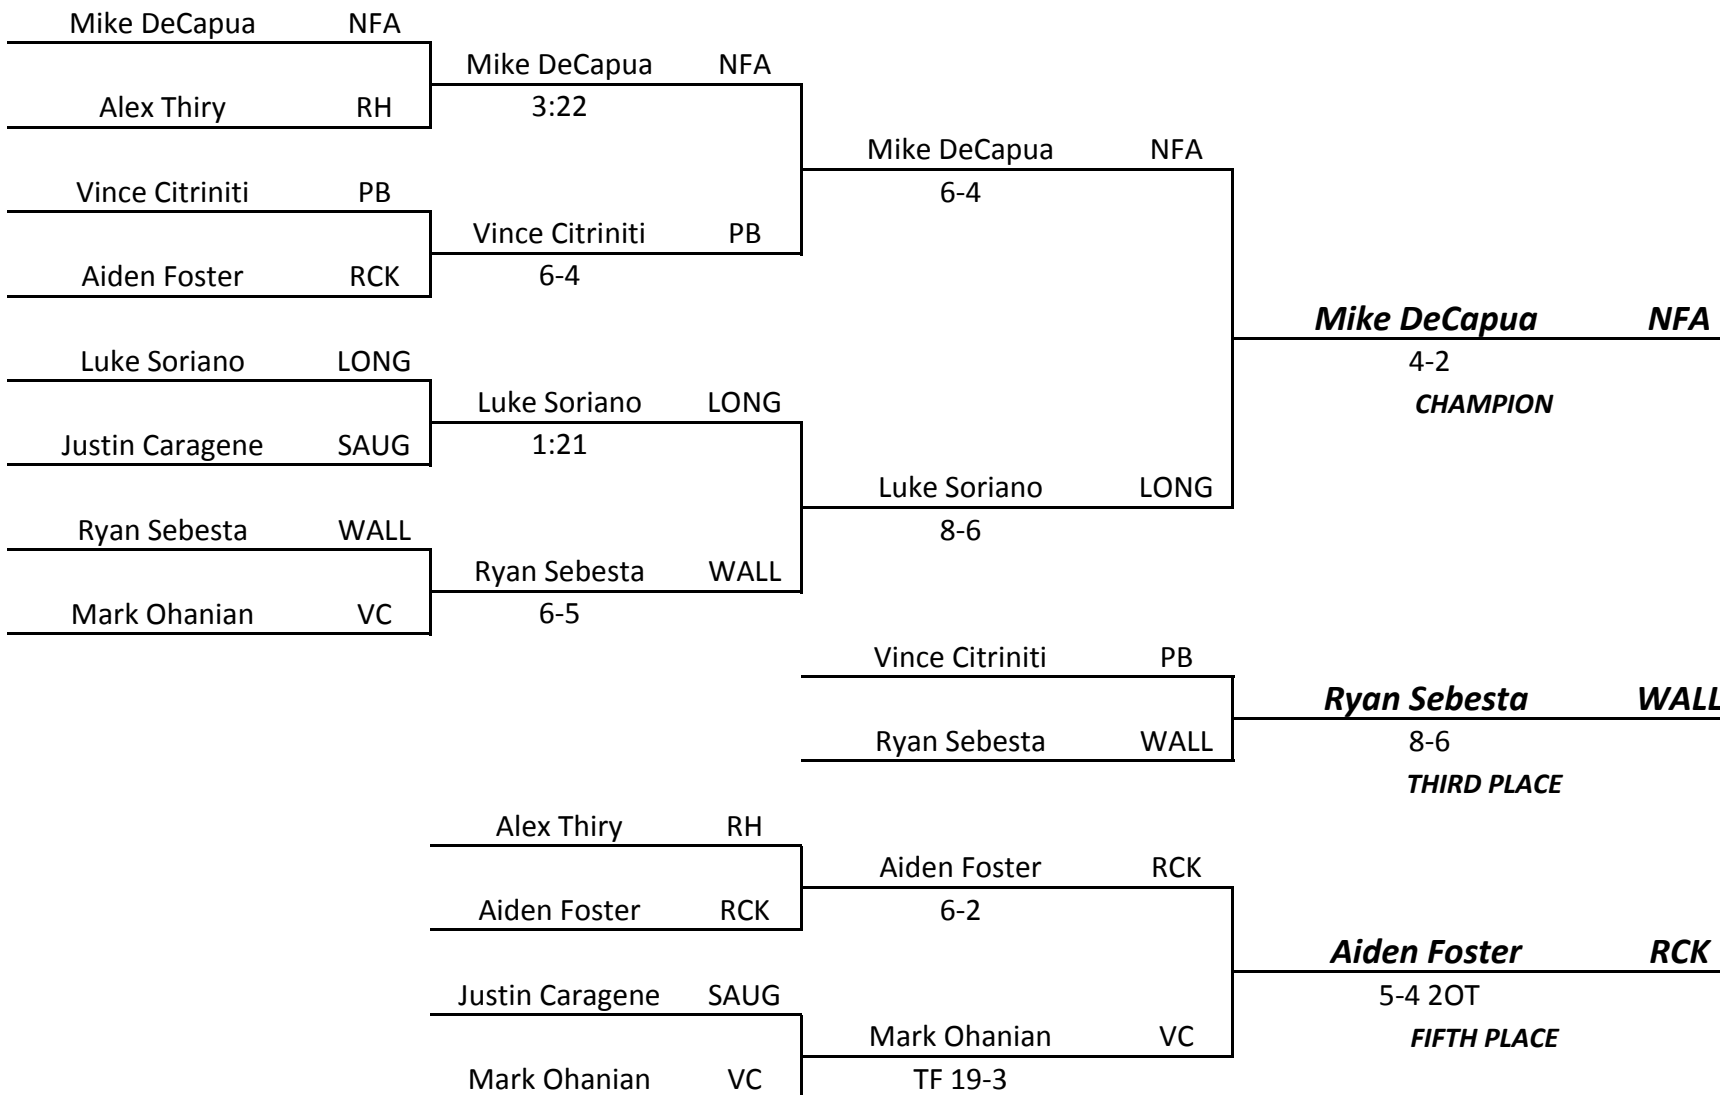 Mike DeCapua NFA
Mike DeCapua NFA
Alex Thiry RH 3:22
Mike DeCapua NFA
Vince Citriniti PB 6-4
Vince Citriniti PB
Aiden Foster RCK 6-4
Mike DeCapua NFA
Luke Soriano LONG 4-2
Luke Soriano LONG CHAMPION
Justin Caragene SAUG 1:21
Luke Soriano LONG
Ryan Sebesta WALL 8-6
Ryan Sebesta WALL
Mark Ohanian VC 6-5
Vince Citriniti PB
Ryan Sebesta WALL
Ryan Sebesta WALL 8-6
THIRD PLACE
Alex Thiry RH
Aiden Foster RCK
Aiden Foster RCK 6-2
Aiden Foster RCK
Justin Caragene SAUG 5-4 2OT
Mark Ohanian VC FIFTH PLACE
Mark Ohanian VC TF 19-3